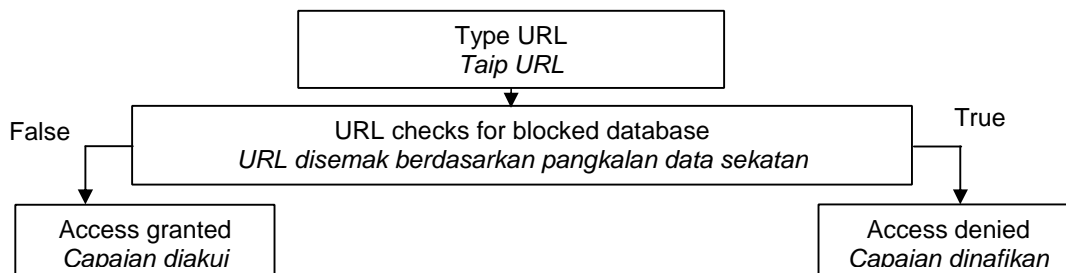 Type URL
Taip URL
False
URL checks for blocked database
True
URL disemak berdasarkan pangkalan data sekatan
Access granted
Capaian diakui
Access denied
Capaian dinafikan